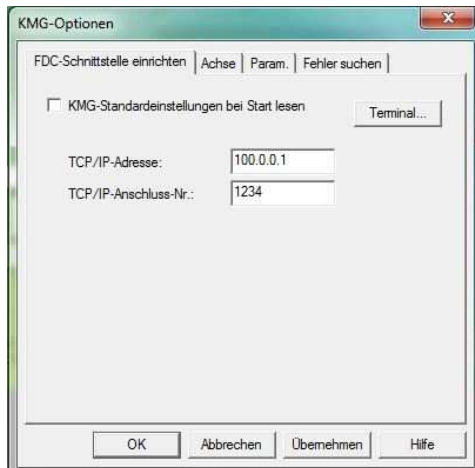 KMG-Optionen
FDC-Schnittstelle einrichten Achse Param. Fehler suchen
KMG-Standardeinstellungen bei Start lesen
Terminal...
TCP/IP-Adresse: 100.0.0.1
TCP/IP-Anschluss-Nr.: 1234
OK Abbrechen Übernehmen Hilfe